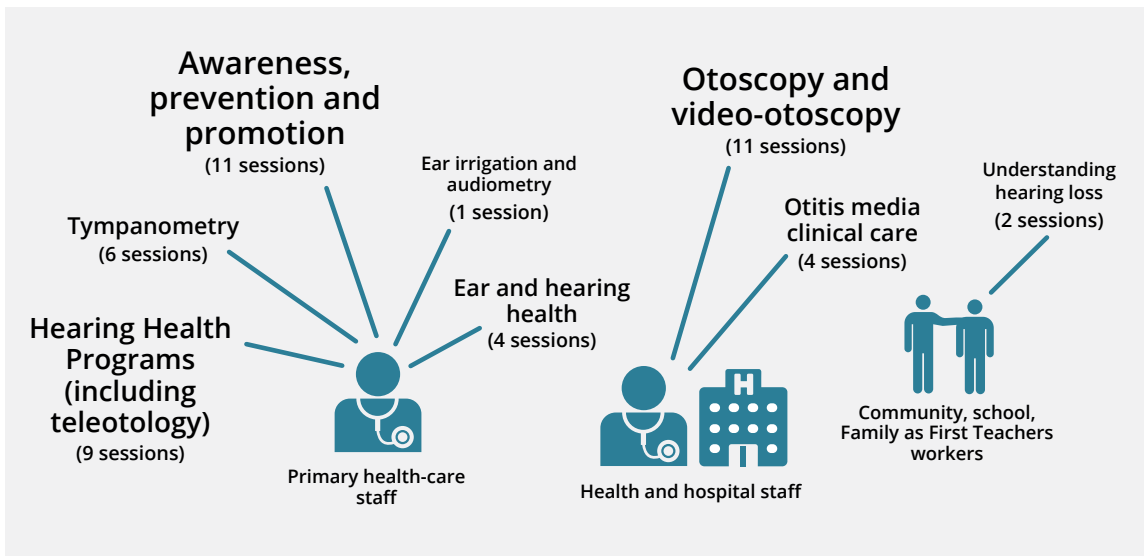 Awareness,
prevention and
promotion
(11 sessions)
Ear irrigation and
audiometry
(1 session)
Tympanometry
(6 sessions)
Ear and hearing
health
(4 sessions)
Hearing Health
Programs
(including
teleotology)
(9 sessions)
Primary health-care
staff
Otoscopy and
video-otoscopy
(11 sessions)
Otitis media
clinical care
(4 sessions)
H
Health and hospital staff
Understanding
hearing loss
(2 sessions)
Community, school,
Family as First Teachers
workers